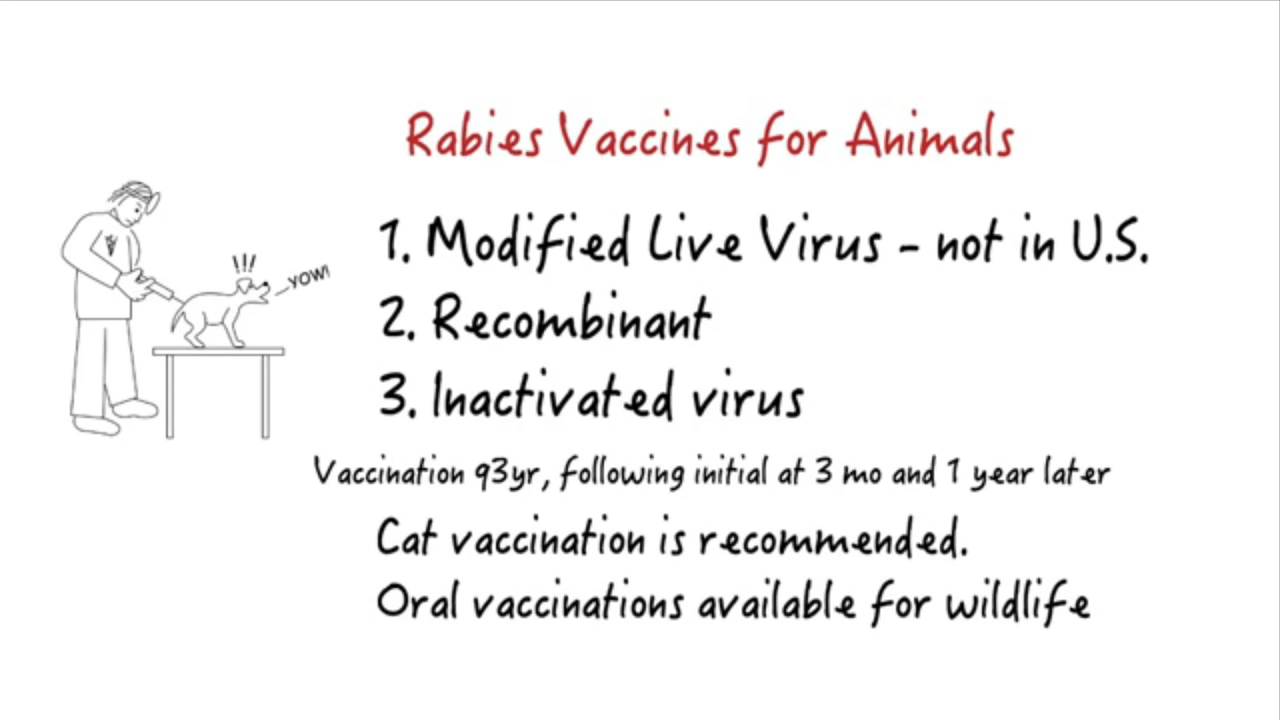 Rabies Vaccines for Animals
1. Modified Live Virus - not in U.S.
2. Recombinant
3. Inactivated virus
Vaccination q3yr, following initial at 3 mo and 1 year later
Cat vaccination is recommended.
Oral vaccinations available for wildlife
!!!
YOW!